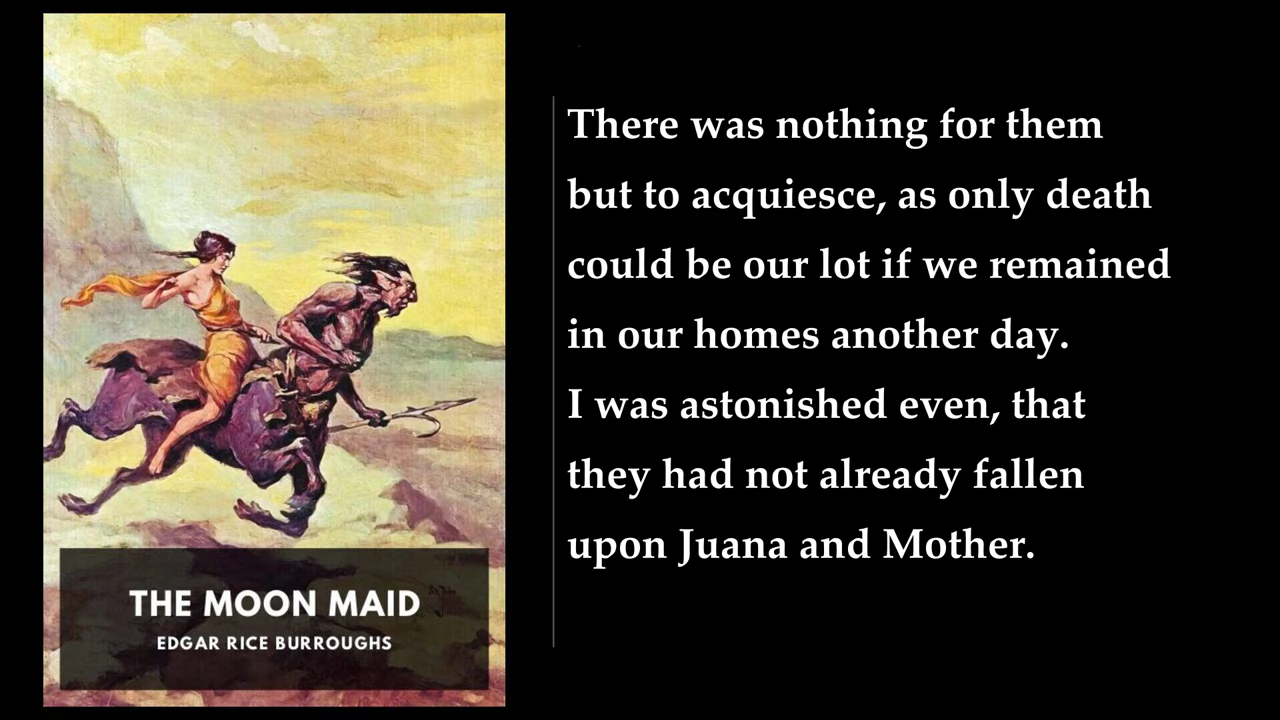 THE MOON MAID
EDGAR RICE BURROUGHS
There was nothing for them
but to acquiesce, as only death
could be our lot if we remained
in our homes another day.
I was astonished even, that
they had not already fallen
upon Juana and Mother.